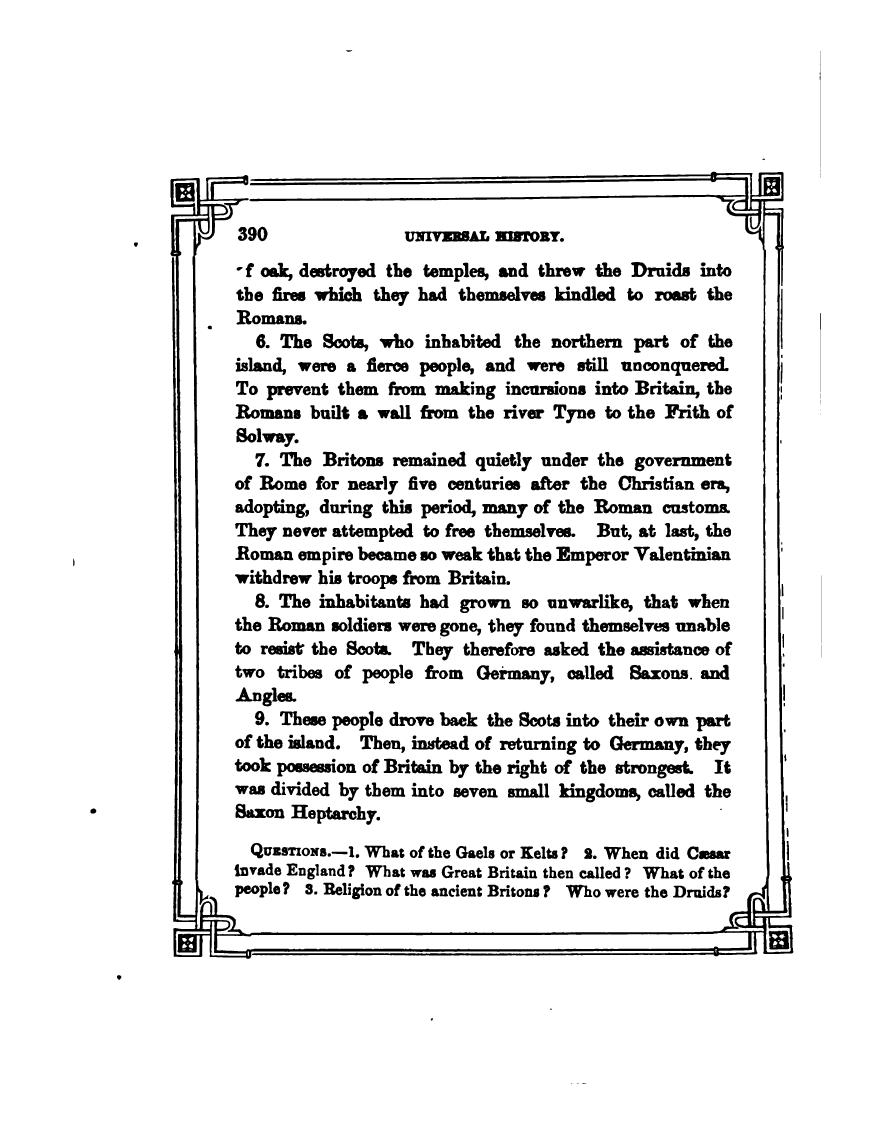 390 UNIVERSAL HISTORY.
f oak, destroyed the temples, and threw the Druids into
the fires which they had themselves kindled to roast the
Romans.
6. The Scots, who inhabited the northern part of the
island, were a fierce people, and were still unconquered.
To prevent them from making incursions into Britain, the
Romans built a wall from the river Tyne to the Frith of
Solway.
7. The Britons remained quietly under the government
of Rome for nearly five centuries after the Christian era,
adopting, during this period, many of the Roman customs.
They never attempted to free themselves. But, at last, the
Roman empire became so weak that the Emperor Valentinian
withdrew his troops from Britain.
8. The inhabitants had grown so unwarlike, that when
the Roman soldiers were gone, they found themselves unable
to resist the Scots. They therefore asked the assistance of
two tribes of people from Germany, called Saxons and
Angles.
9. These people drove back the Scots into their own part
of the island. Then, instead of returning to Germany, they
took possession of Britain by the right of the strongest. It
was divided by them into seven small kingdoms, called the
Saxon Heptarchy.
QUESTIONS.—1. What of the Gaels or Kelts? 2. When did Cæsar
invade England? What was Great Britain then called? What of the
people? 3. Religion of the ancient Britons? Who were the Druids?